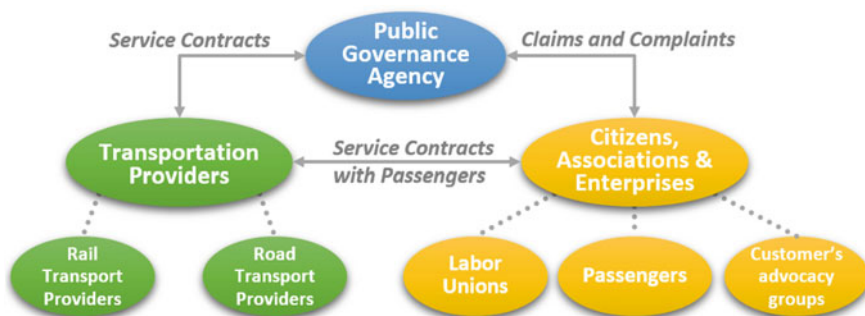 Service Contracts
Public
Governance
Agency
Claims and Complaints
Transportation
Providers
Service Contracts
with Passengers
Citizens,
Associations &
Enterprises
Rail
Transport
Providers
Road
Transport
Providers
Labor
Unions
Passengers
Customer's
advocacy
groups